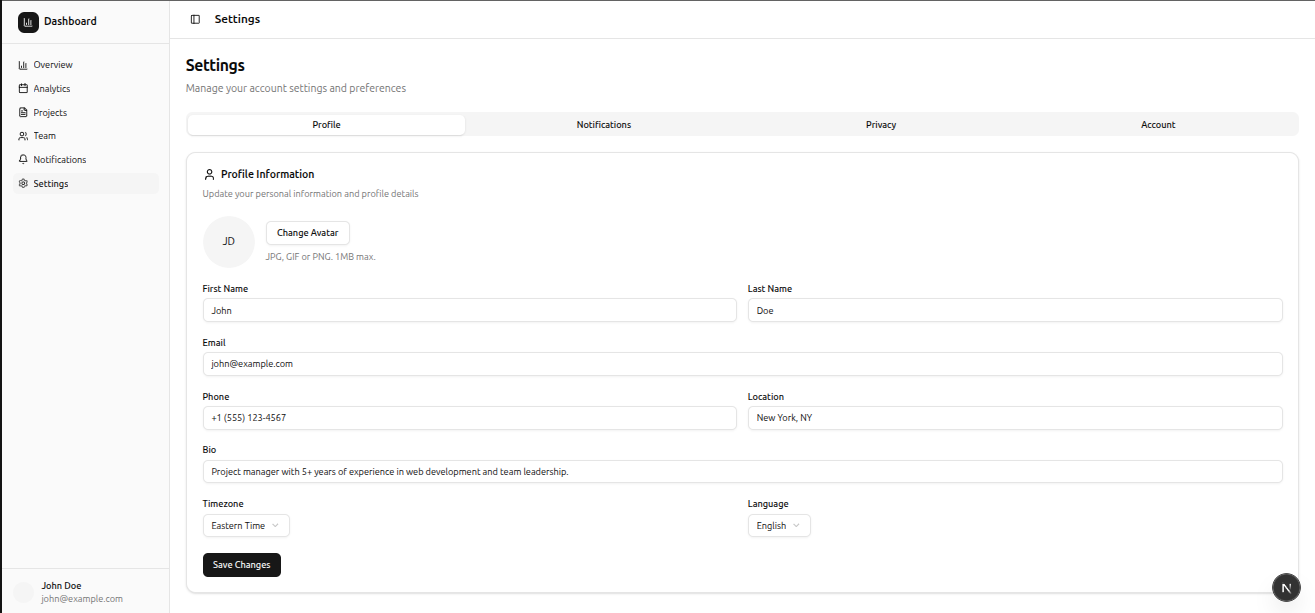 Dashboard
Settings
Overview
Analytics
Projects
Team
Notifications
Settings
Settings
Manage your account settings and preferences
Profile
Notifications
Privacy
Account
Profile Information
Update your personal information and profile details
JD
Change Avatar
JPG, GIF or PNG. 1MB max.
First Name
John
Last Name
Doe
Email
john@example.com
Phone
+1 (555) 123-4567
Location
New York, NY
Bio
Project manager with 5+ years of experience in web development and team leadership.
Timezone
Eastern Time
Language
English
Save Changes
John Doe
john@example.com
N